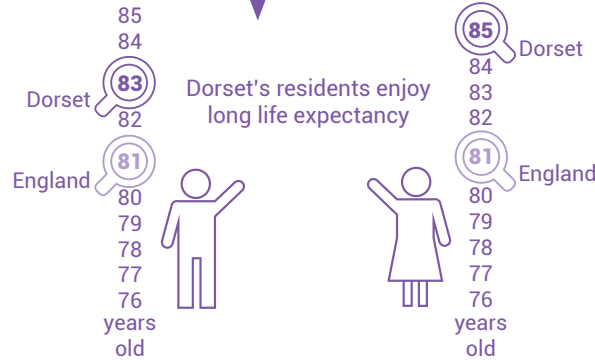 85
84
83
Dorset
82
81
England
80
79
78
77
76
years
old
Dorset's residents enjoy
long life expectancy
85
Dorset
84
83
82
81
England
80
79
78
77
76
years
old